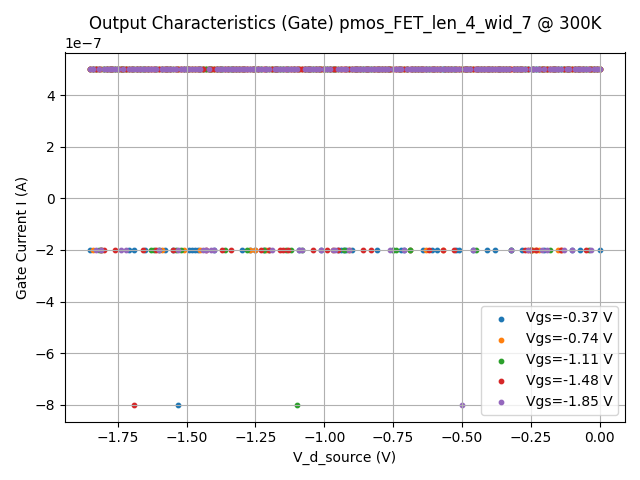 Output Characteristics (Gate) pmos_FET_len_4_wid_7 @ 300K
1e−7
4
2
0
−2
−4
−6
−8
Gate Current I (A)
Vgs=-0.37 V
Vgs=-0.74 V
Vgs=-1.11 V
Vgs=-1.48 V
Vgs=-1.85 V
−1.75 −1.50 −1.25 −1.00 −0.75 −0.50 −0.25 0.00
V_d_source (V)